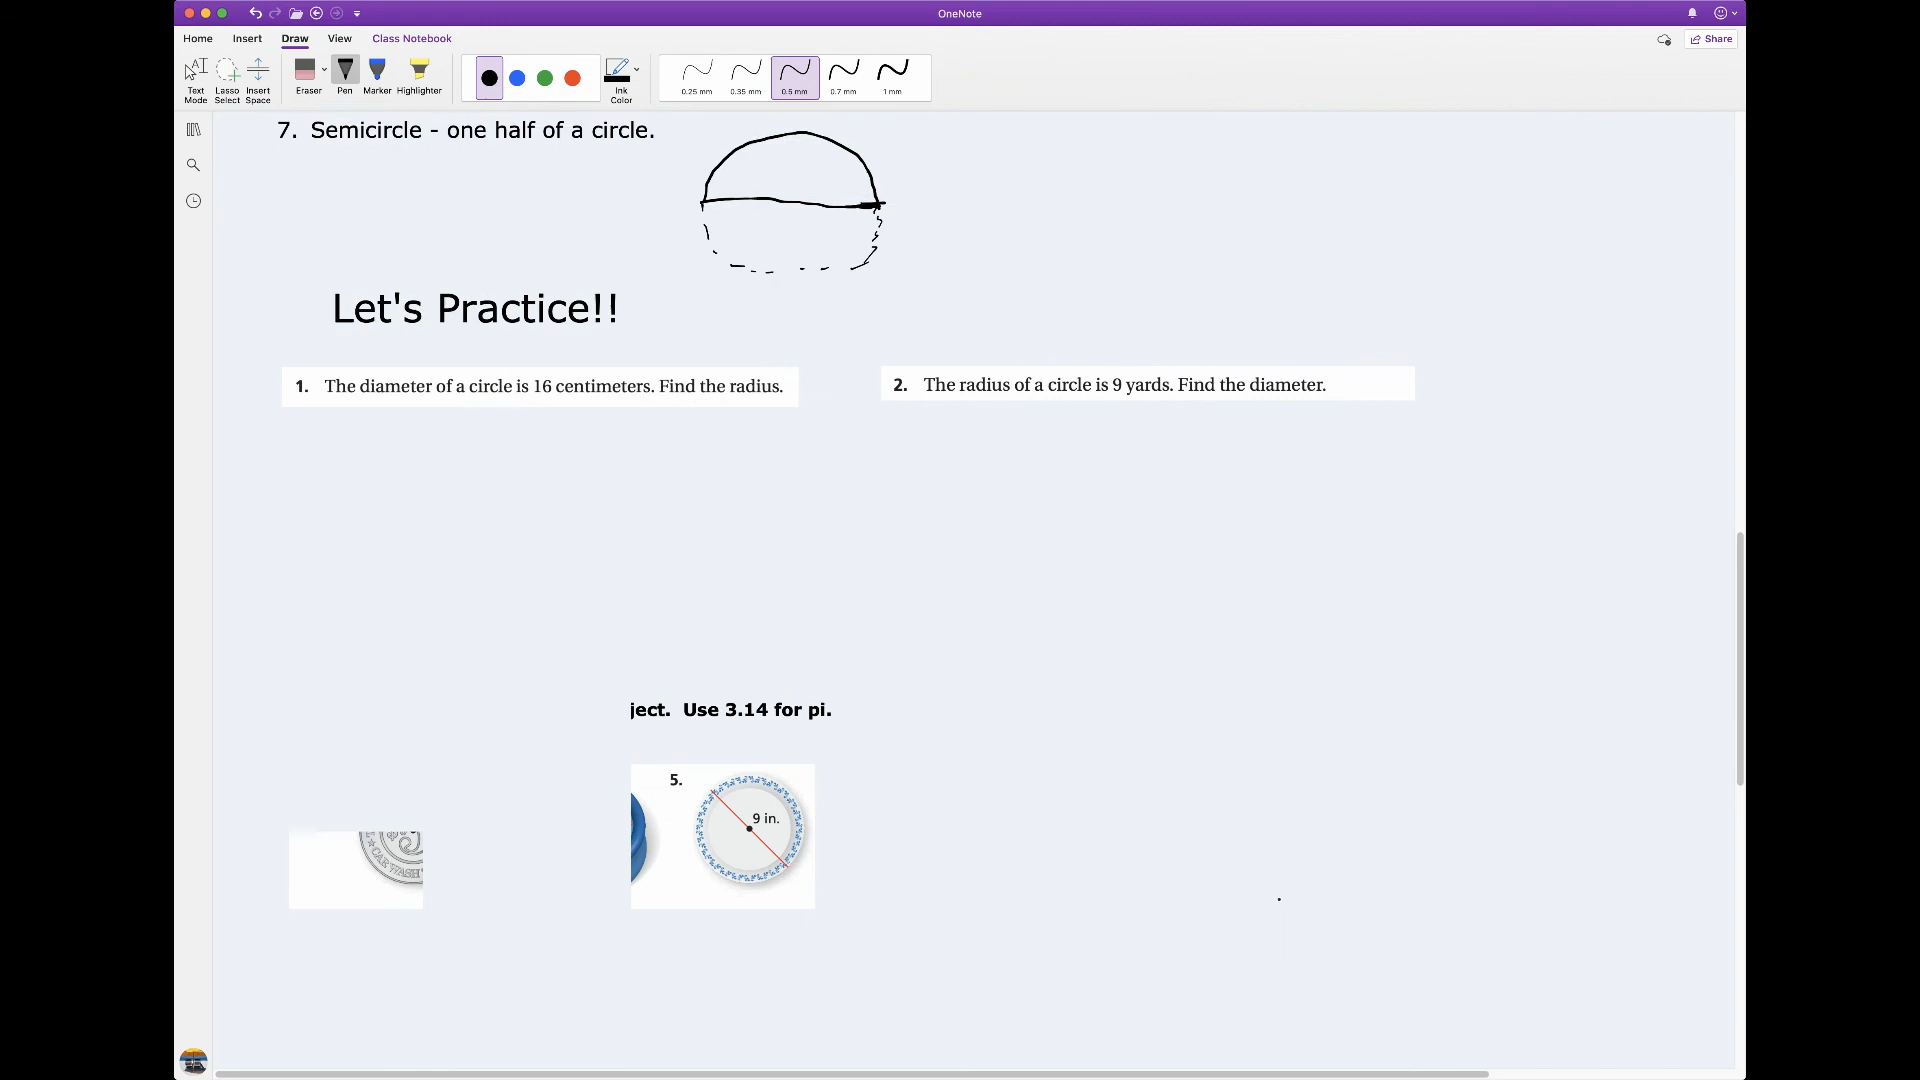 OneNote
Home Insert Draw View Class Notebook Share
Text Mode
Lasso Select
Insert Space
Eraser
Pen
Marker
Highlighter
Ink Color
0.25 mm
0.35 mm
0.5 mm
0.7 mm
1 mm
7. Semicircle - one half of a circle.
Let's Practice!!
1. The diameter of a circle is 16 centimeters. Find the radius.
2. The radius of a circle is 9 yards. Find the diameter.
ject. Use 3.14 for pi.
5.
9 in.
CAR WASH